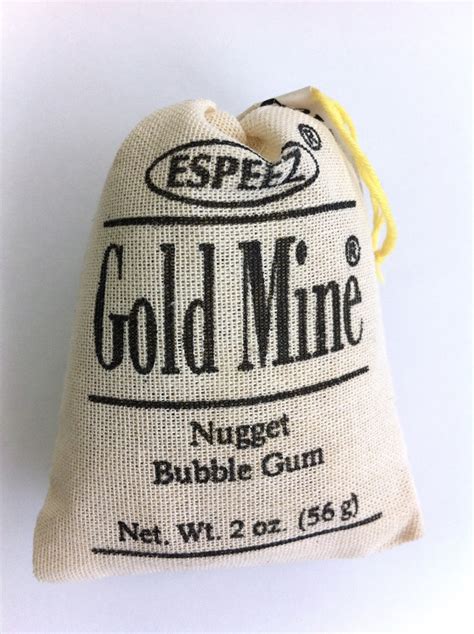 ESPEEZ®
Gold Mine®
Nugget
Bubble Gum
Net. Wt. 2 oz. (56 g)